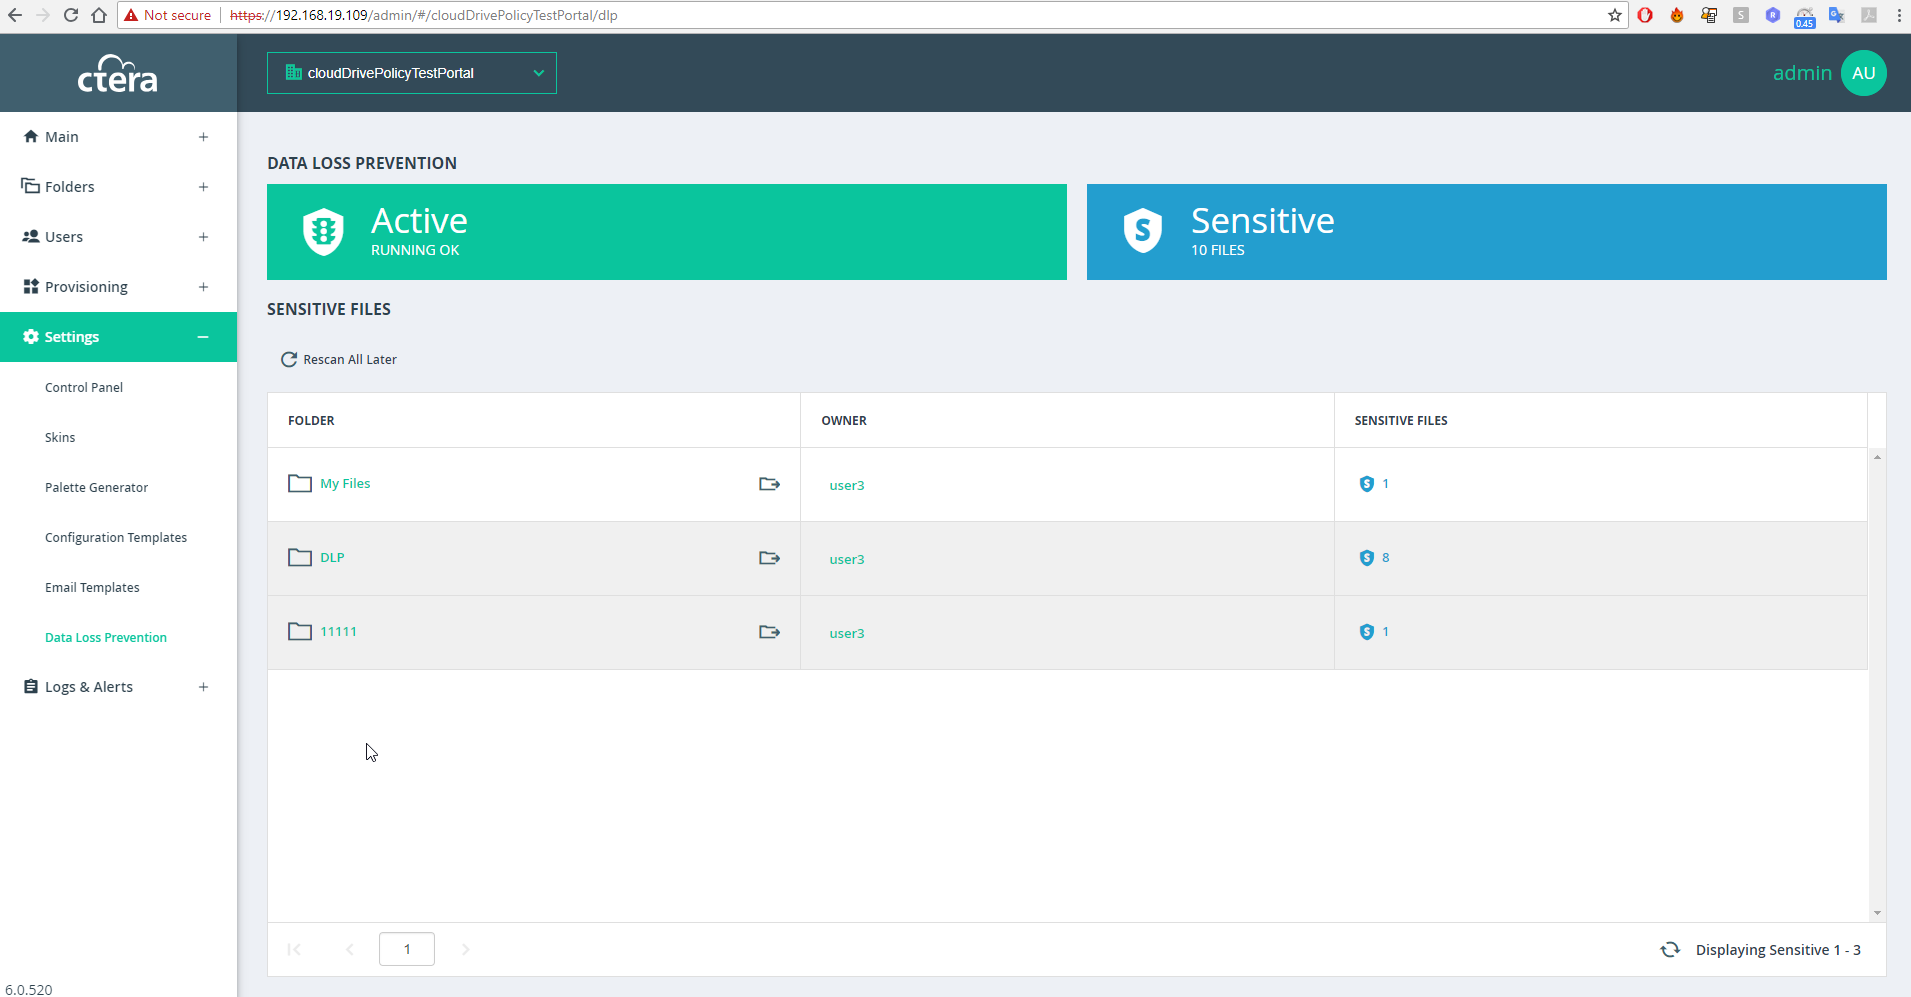 Not secure https://192.168.19.109/admin/#/cloudDrivePolicyTestPortal/dlp
S R 0.45 G
ctera
cloudDrivePolicyTestPortal
admin AU
Main
Folders
Users
Provisioning
Settings
Control Panel
Skins
Palette Generator
Configuration Templates
Email Templates
Data Loss Prevention
Logs & Alerts
6.0.520
DATA LOSS PREVENTION
Active
RUNNING OK
S Sensitive
10 FILES
SENSITIVE FILES
Rescan All Later
FOLDER OWNER SENSITIVE FILES
My Files user3 S 1
DLP user3 S 8
11111 user3 S 1
1
Displaying Sensitive 1 - 3